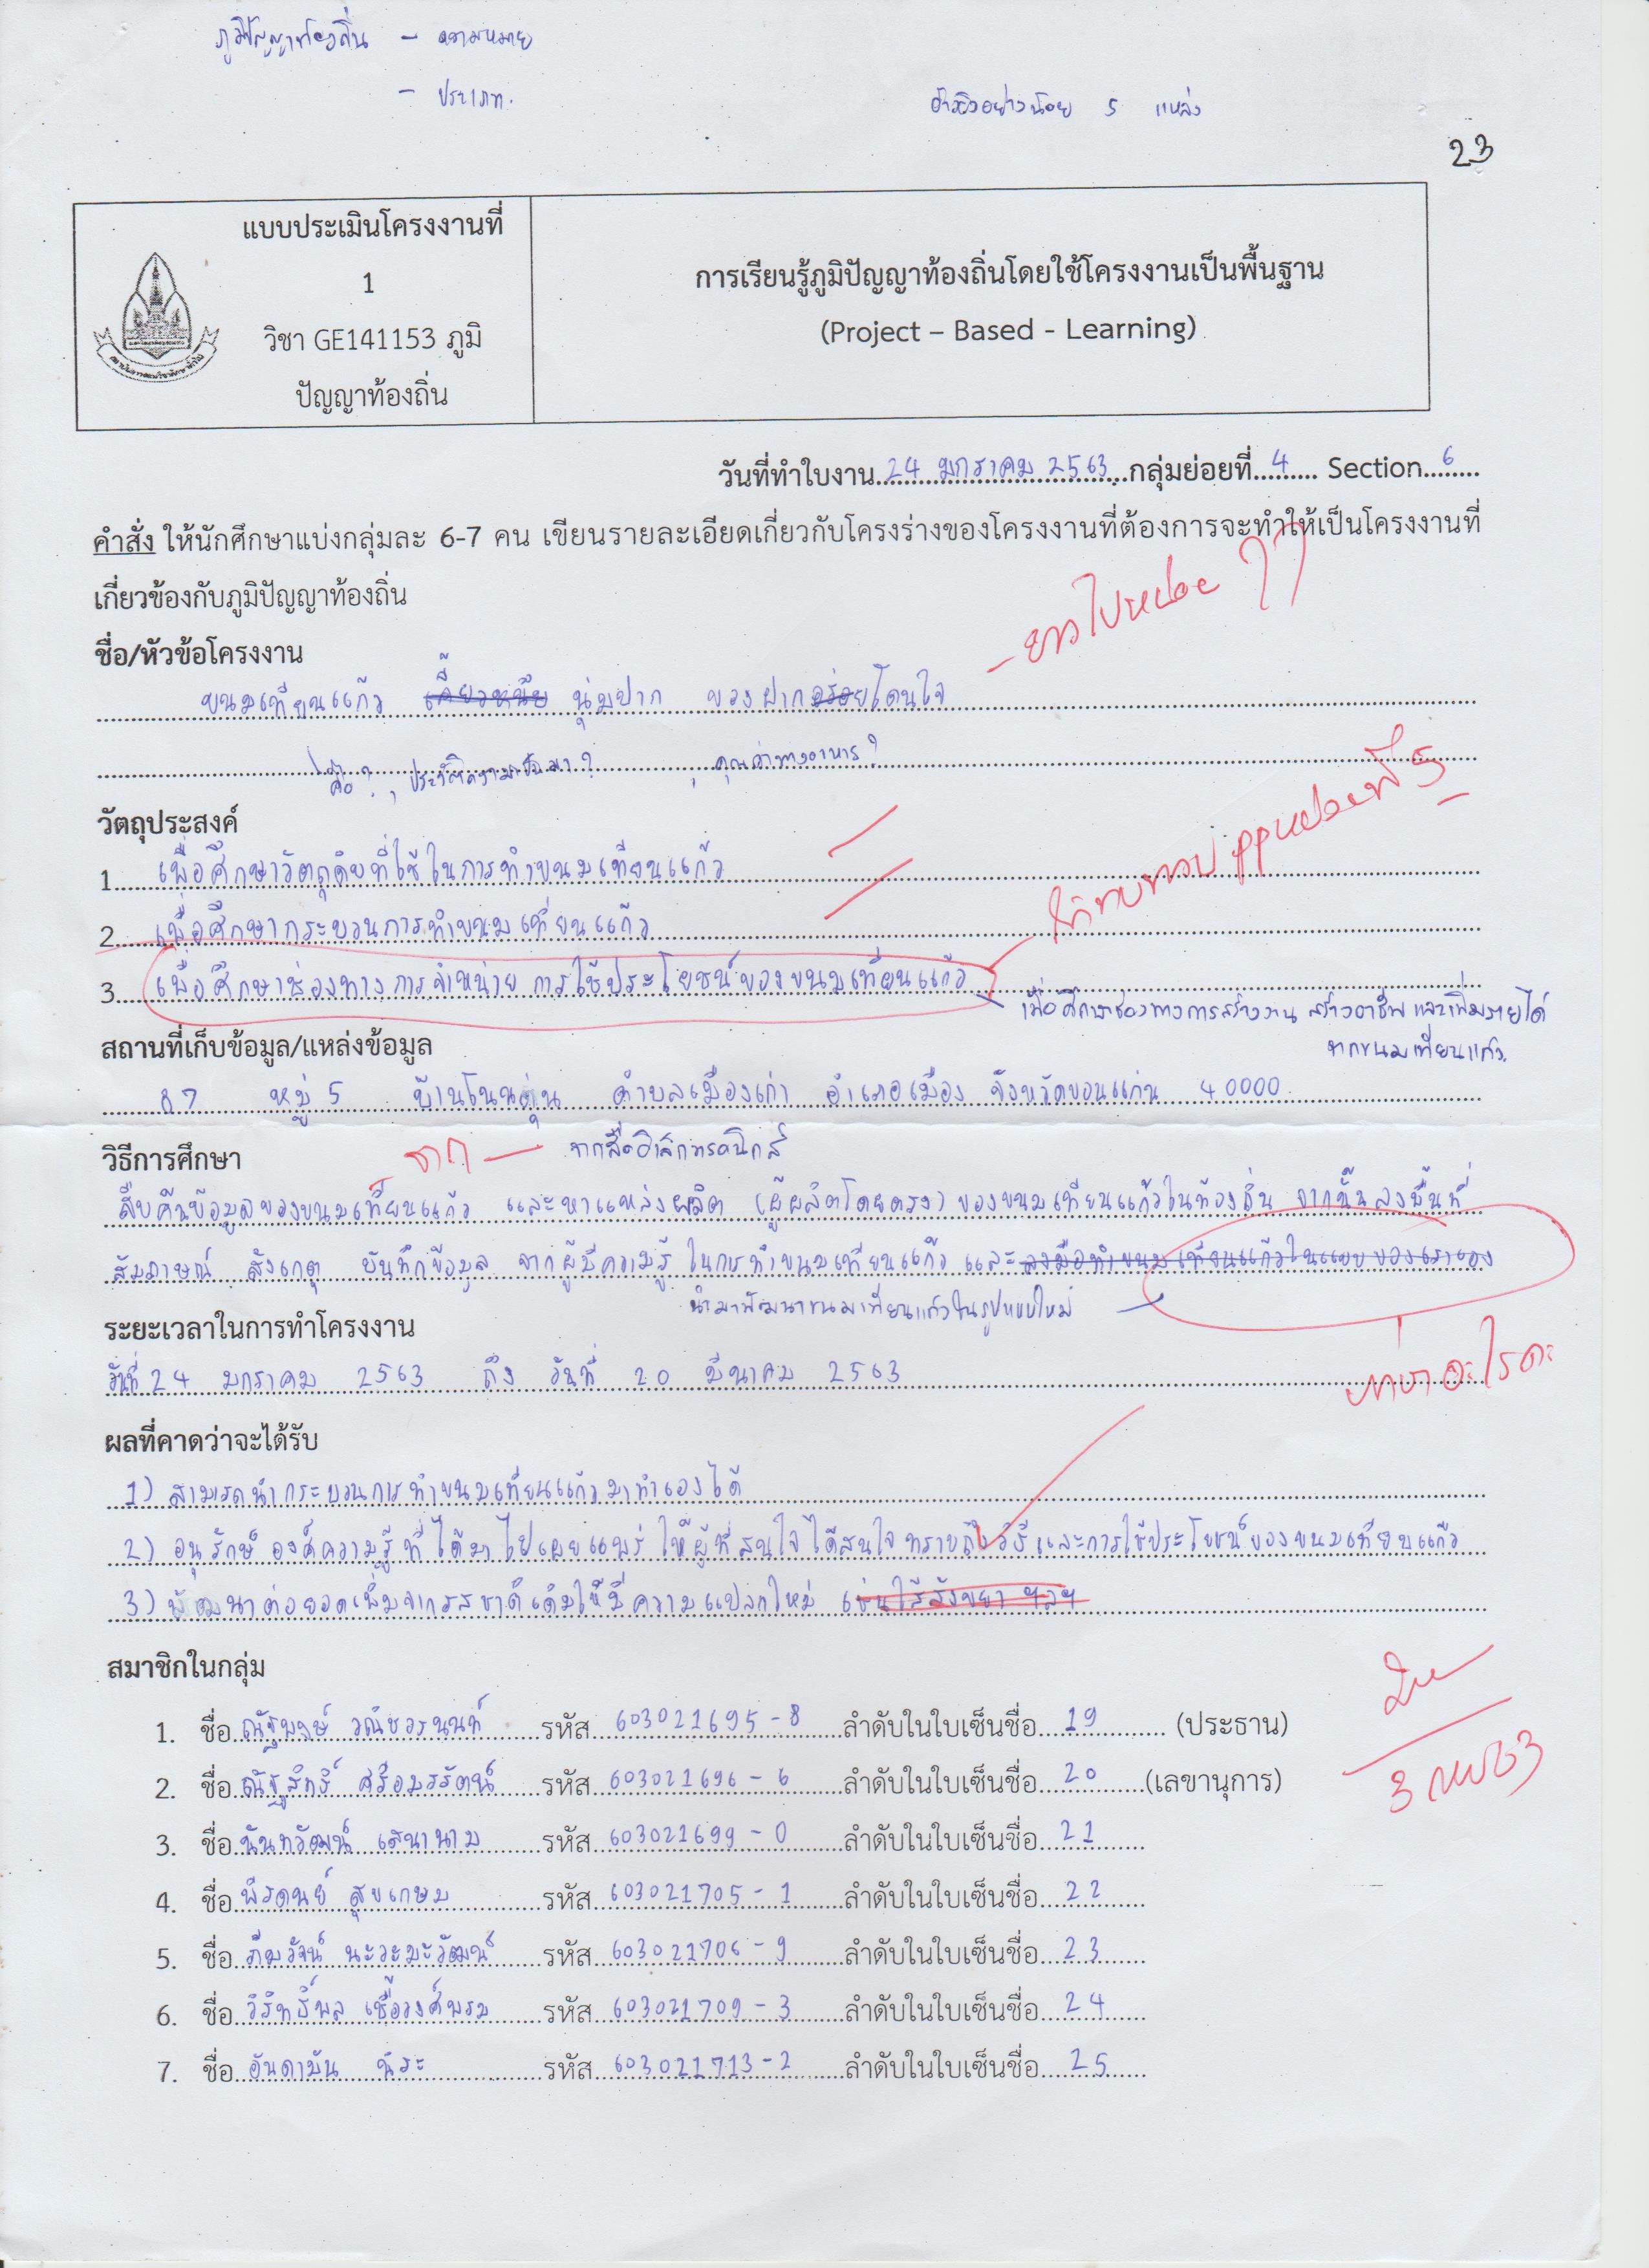 ภูมิปัญญาท้องถิ่น - ความหมาย
- ประเภท.
อ้างอิงอย่างน้อย 5 แหล่ง
23
แบบประเมินโครงงานที่
1
วิชา GE141153 ภูมิ
ปัญญาท้องถิ่น
การเรียนรู้ภูมิปัญญาท้องถิ่นโดยใช้โครงงานเป็นพื้นฐาน
(Project – Based - Learning)
วันที่ทำใบงาน 24 มกราคม 2563 กลุ่มย่อยที่ 4 Section 6
คำสั่ง ให้นักศึกษาแบ่งกลุ่มละ 6-7 คน เขียนรายละเอียดเกี่ยวกับโครงร่างของโครงงานที่ต้องการจะทำให้เป็นโครงงานที่
เกี่ยวข้องกับภูมิปัญญาท้องถิ่น
- ยาวไปหน่อย
ชื่อ/หัวข้อโครงงาน
ขนมเทียนแก้ว เคี้ยวหนึบ นุ่มปาก ของฝากอร่อยโดนใจ
คือ? , ประวัติความเป็นมา? , คุณค่าทางอาหาร?
วัตถุประสงค์
1. เพื่อศึกษาวัตถุดิบที่ใช้ในการทำขนมเทียนแก้ว
2. เพื่อศึกษากระบวนการทำขนมเทียนแก้ว
3. เพื่อศึกษาช่องทางการจำหน่าย การใช้ประโยชน์ของขนมเทียนแก้ว
เพื่อศึกษาช่องทางการสร้างงาน สร้างอาชีพ และเพิ่มรายได้
จากขนมเทียนแก้ว
สถานที่เก็บข้อมูล/แหล่งข้อมูล
87 หมู่ 5 บ้านโนนตุ่น ตำบลเมืองเก่า อำเภอเมือง จังหวัดขอนแก่น 40000
วิธีการศึกษา
จาก — จากสื่ออิเล็กทรอนิกส์
สืบค้นข้อมูลของขนมเทียนแก้ว และหาแหล่งผลิต (ผู้ผลิตโดยตรง) ของขนมเทียนแก้วในท้องถิ่น จากนั้นลงพื้นที่
สัมภาษณ์ สังเกตุ บันทึกข้อมูล จากผู้มีความรู้ ในการทำขนมเทียนแก้ว และลงมือทำขนมเทียนแก้วในแบบของเราเอง
นำมาพัฒนาขนมเทียนแก้วในรูปแบบใหม่
ระยะเวลาในการทำโครงงาน
วันที่ 24 มกราคม 2563 ถึง วันที่ 20 มีนาคม 2563
ภาษาอะไรคะ
ผลที่คาดว่าจะได้รับ
1) สามารถนำกระบวนการทำขนมเทียนแก้วมาทำเองได้
2) อนุรักษ์ องค์ความรู้ที่ได้มาไปเผยแพร่ ให้ผู้ที่สนใจได้สนใจ ทราบถึงวิธีและการใช้ประโยชน์ของขนมเทียนแก้ว
3) พัฒนาต่อยอดเพิ่มจากรสชาติเดิมให้มีความแปลกใหม่ เช่นไส้สังขยา ฯลฯ
สมาชิกในกลุ่ม
1. ชื่อ ณัฐพงษ์ วณิชวรนนท์ รหัส 603021695-8 ลำดับในใบเซ็นชื่อ 19 (ประธาน)
2. ชื่อ ณัฐสิทธิ์ ศรีอมรรัตน์ รหัส 603021696-6 ลำดับในใบเซ็นชื่อ 20 (เลขานุการ)
3. ชื่อ นันทวัฒน์ เสนานาม รหัส 603021699-0 ลำดับในใบเซ็นชื่อ 21
4. ชื่อ พีรดนย์ สุขเกษม รหัส 603021705-1 ลำดับในใบเซ็นชื่อ 22
5. ชื่อ ภีมวัจน์ นะวะมะวัฒน์ รหัส 603021706-9 ลำดับในใบเซ็นชื่อ 23
6. ชื่อ วิริทธิ์พล เชื้อวงศ์พรม รหัส 603021709-3 ลำดับในใบเซ็นชื่อ 24
7. ชื่อ อันดามัน นิระ รหัส 603021713-2 ลำดับในใบเซ็นชื่อ 25